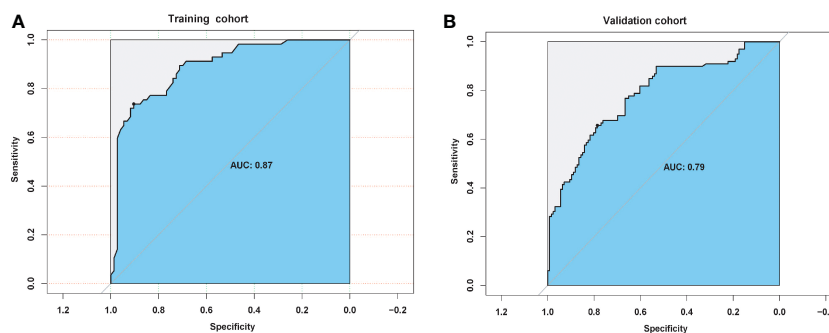 A
Training cohort
1.0
0.8
0.6
0.4
0.2
0.0
Sensitivity
AUC: 0.87
1.2 1.0 0.8 0.6 0.4 0.2 0.0 −0.2
Specificity
B
Validation cohort
1.0
0.8
0.6
0.4
0.2
0.0
Sensitivity
AUC: 0.79
1.2 1.0 0.8 0.6 0.4 0.2 0.0
Specificity